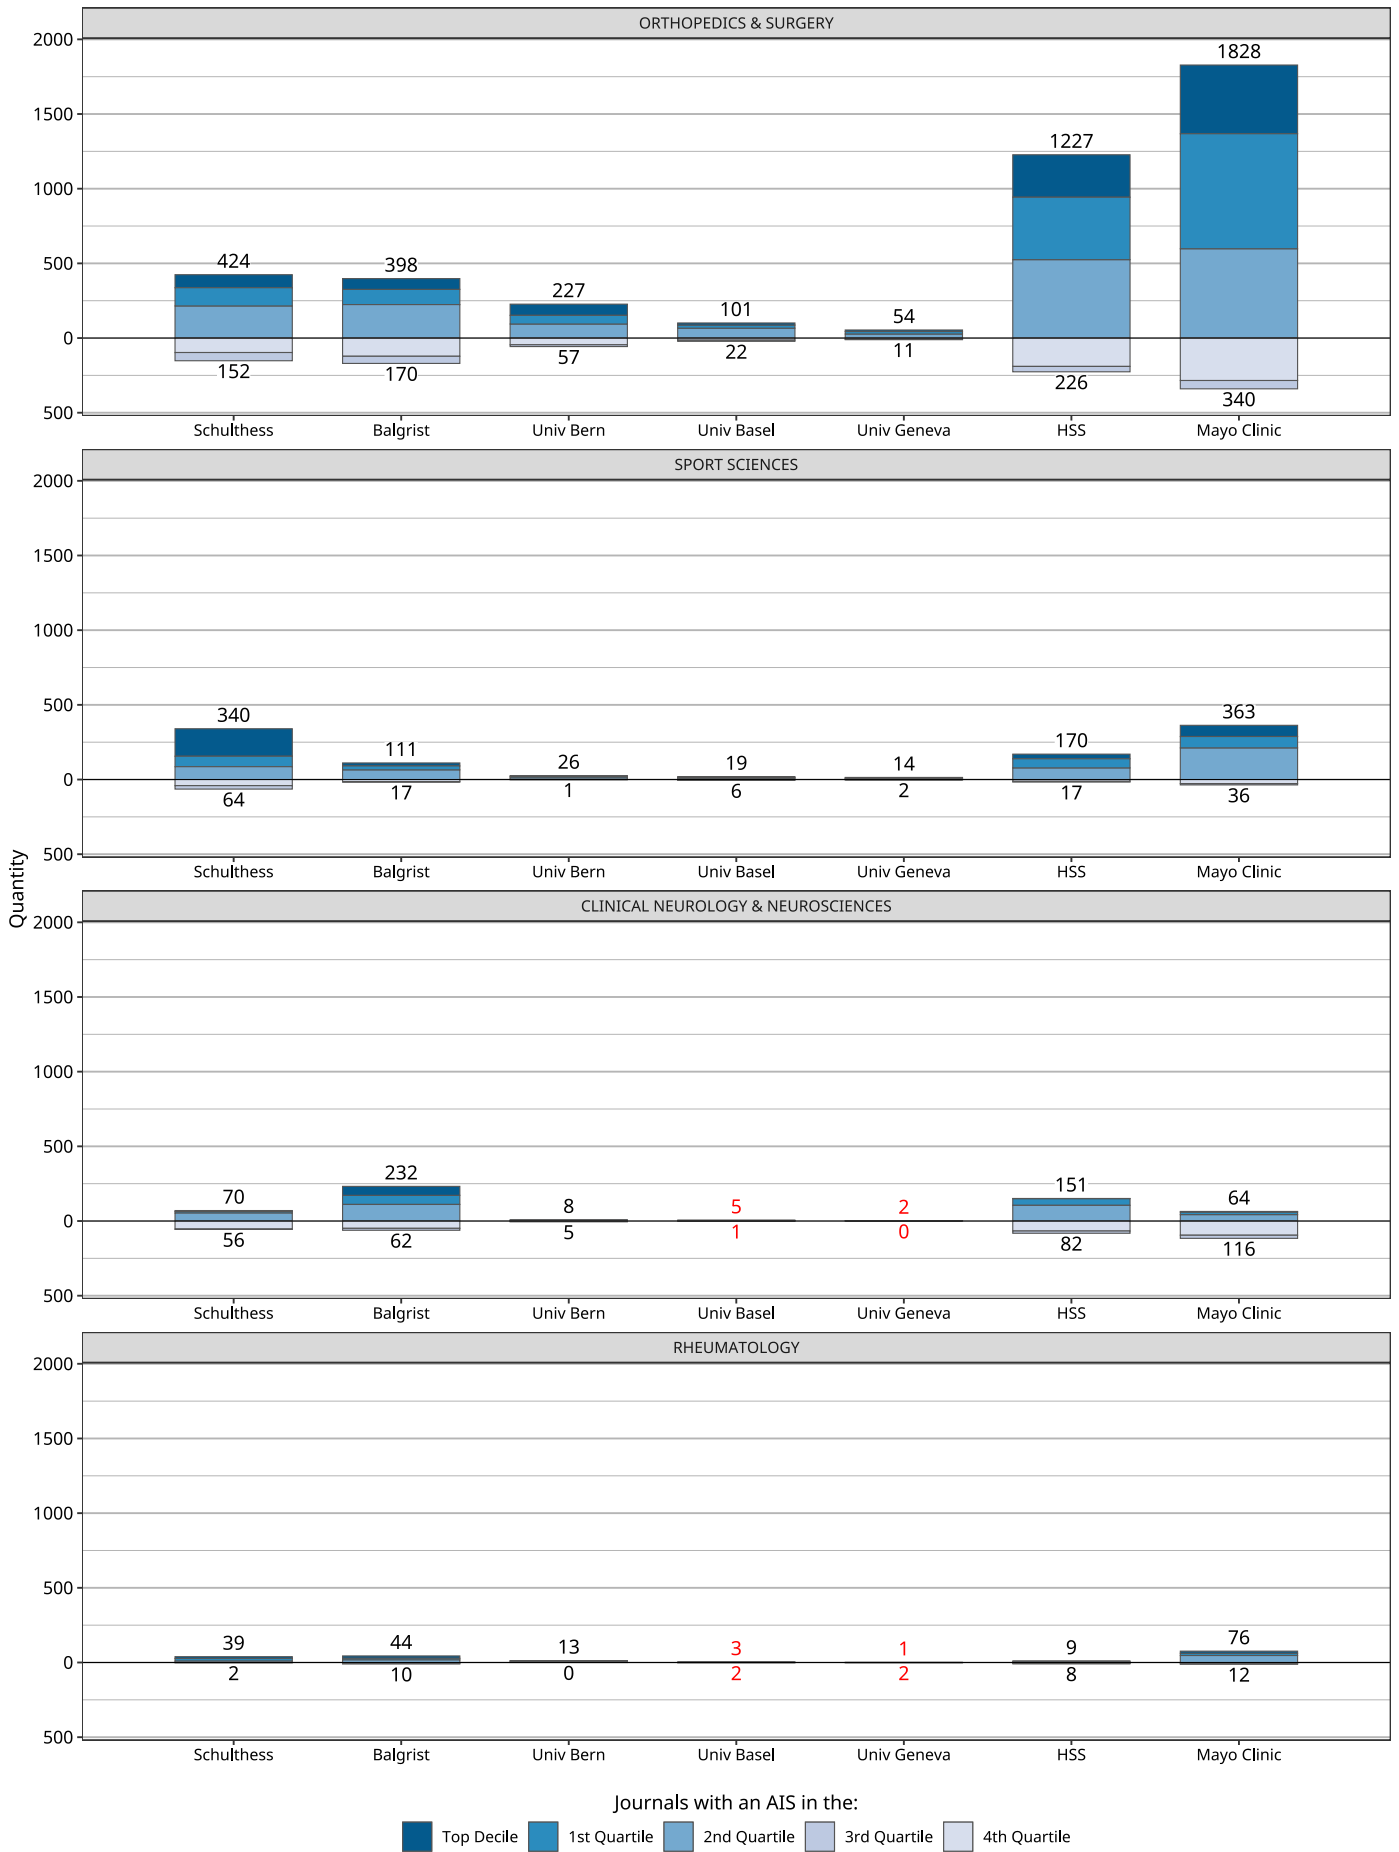 ORTHOPEDICS & SURGERY
2000
1500
1000
500
0
500
424 398 227 101 54 1227 1828
152 170 57 22 11 226 340
Schulthess Balgrist Univ Bern Univ Basel Univ Geneva HSS Mayo Clinic
SPORT SCIENCES
2000
1500
1000
500
0
500
340 111 26 19 14 170 363
64 17 1 6 2 17 36
Schulthess Balgrist Univ Bern Univ Basel Univ Geneva HSS Mayo Clinic
Quantity
CLINICAL NEUROLOGY & NEUROSCIENCES
2000
1500
1000
500
0
500
70 232 8 5 2 151 64
56 62 5 1 0 82 116
Schulthess Balgrist Univ Bern Univ Basel Univ Geneva HSS Mayo Clinic
RHEUMATOLOGY
2000
1500
1000
500
0
500
39 44 13 3 1 9 76
2 10 0 2 2 8 12
Schulthess Balgrist Univ Bern Univ Basel Univ Geneva HSS Mayo Clinic
Journals with an AIS in the:
Top Decile 1st Quartile 2nd Quartile 3rd Quartile 4th Quartile